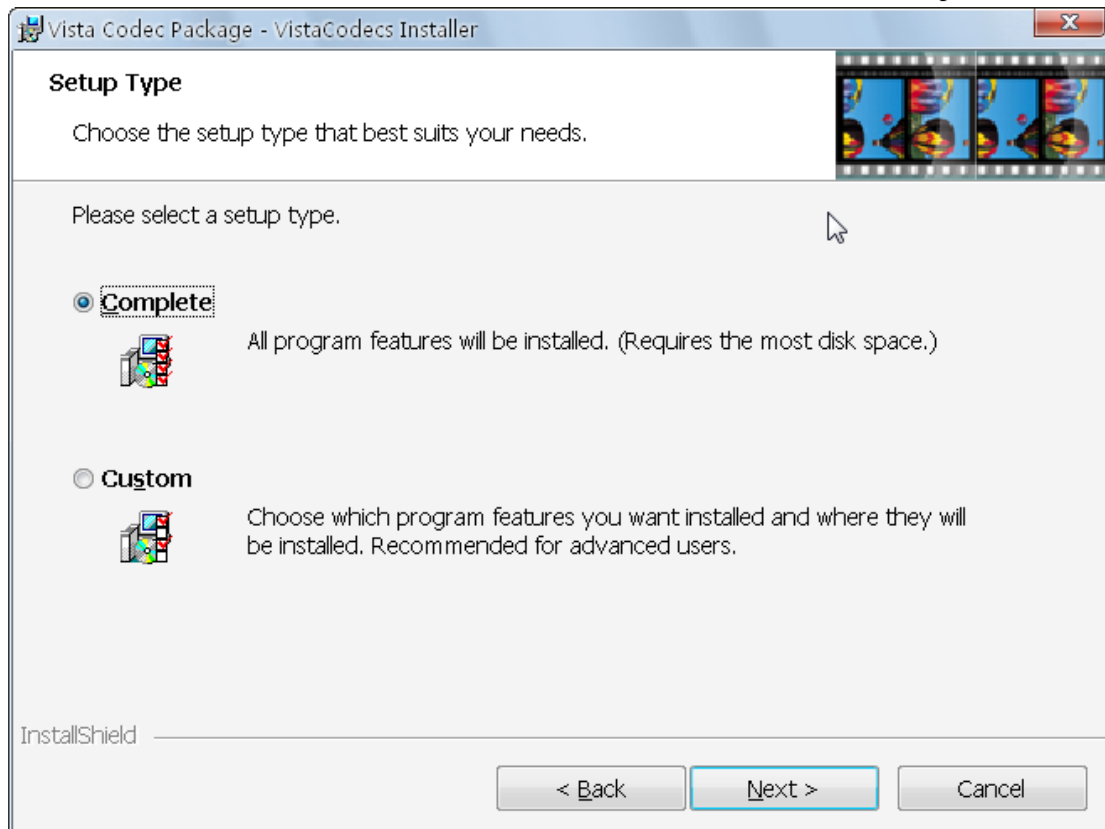 Vista Codec Package - VistaCodecs Installer
Setup Type
Choose the setup type that best suits your needs.
Please select a setup type.
Complete
All program features will be installed. (Requires the most disk space.)
Custom
Choose which program features you want installed and where they will
be installed. Recommended for advanced users.
InstallShield
< Back Next > Cancel